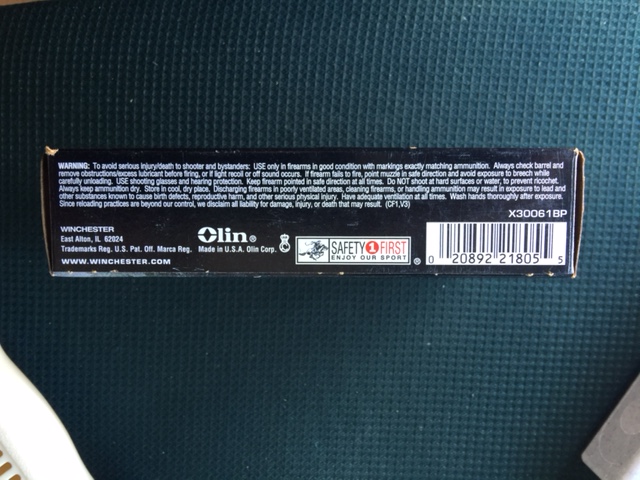 WARNING: To avoid serious injury/death to shooter and bystanders: USE only in firearms in good condition with markings exactly matching ammunition. Always check barrel and
remove obstructions/excess lubricant before firing, or if light recoil or off sound occurs. If firearm fails to fire, point muzzle in safe direction and avoid exposure to breech while
carefully unloading. USE shooting glasses and hearing protection. Keep firearm pointed in safe direction at all times. Do NOT shoot at hard surfaces or water, to prevent ricochet.
Always keep ammunition dry. Store in cool, dry place. Discharging firearms in poorly ventilated areas, cleaning firearms, or handling ammunition may result in exposure to lead and
other substances known to cause birth defects, reproductive harm, and other serious physical injury. Have adequate ventilation at all times. Wash hands thoroughly after exposure.
Since reloading practices are beyond our control, we disclaim all liability for damage, injury, or death that may result. (CF1,V3)
X30061BP
WINCHESTER
East Alton, IL 62024
Trademarks Reg. U.S. Pat. Off. Marca Reg.
WWW.WINCHESTER.COM
Olin®
Made in U.S.A. Olin Corp.
SAFETY 1 FIRST
ENJOY OUR SPORT ®
0 20892 21805 5